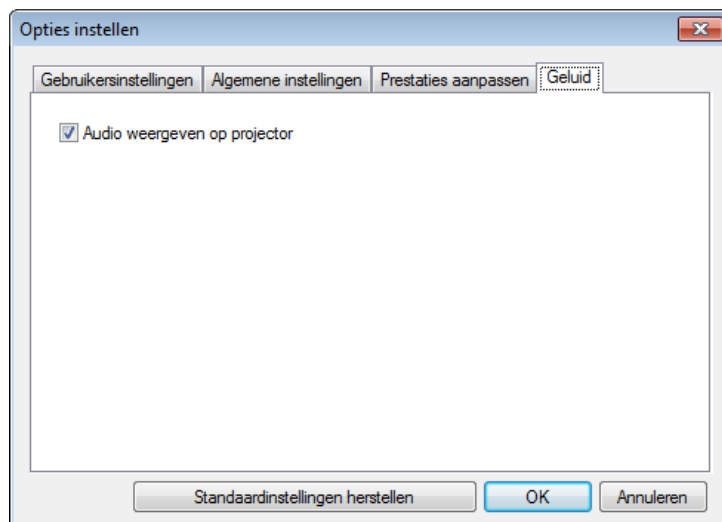 Opties instellen
Gebruikersinstellingen Algemene instellingen Prestaties aanpassen Geluid
Audio weergeven op projector
Standaardinstellingen herstellen OK Annuleren